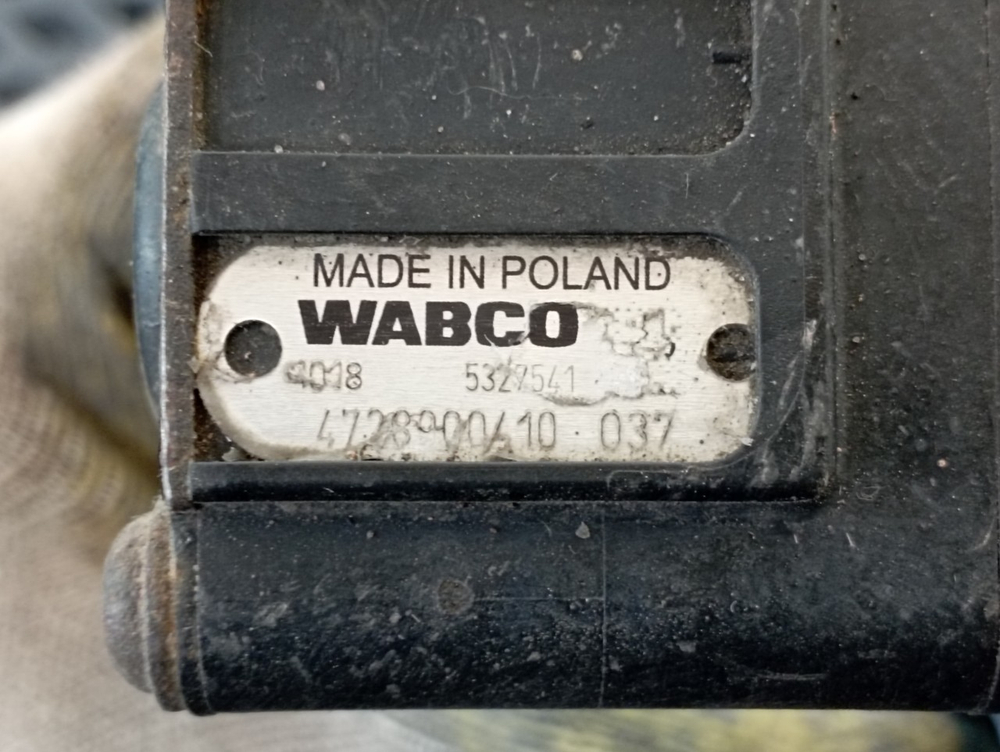 MADE IN POLAND
WABCO
4018 5327541
4728900410 037